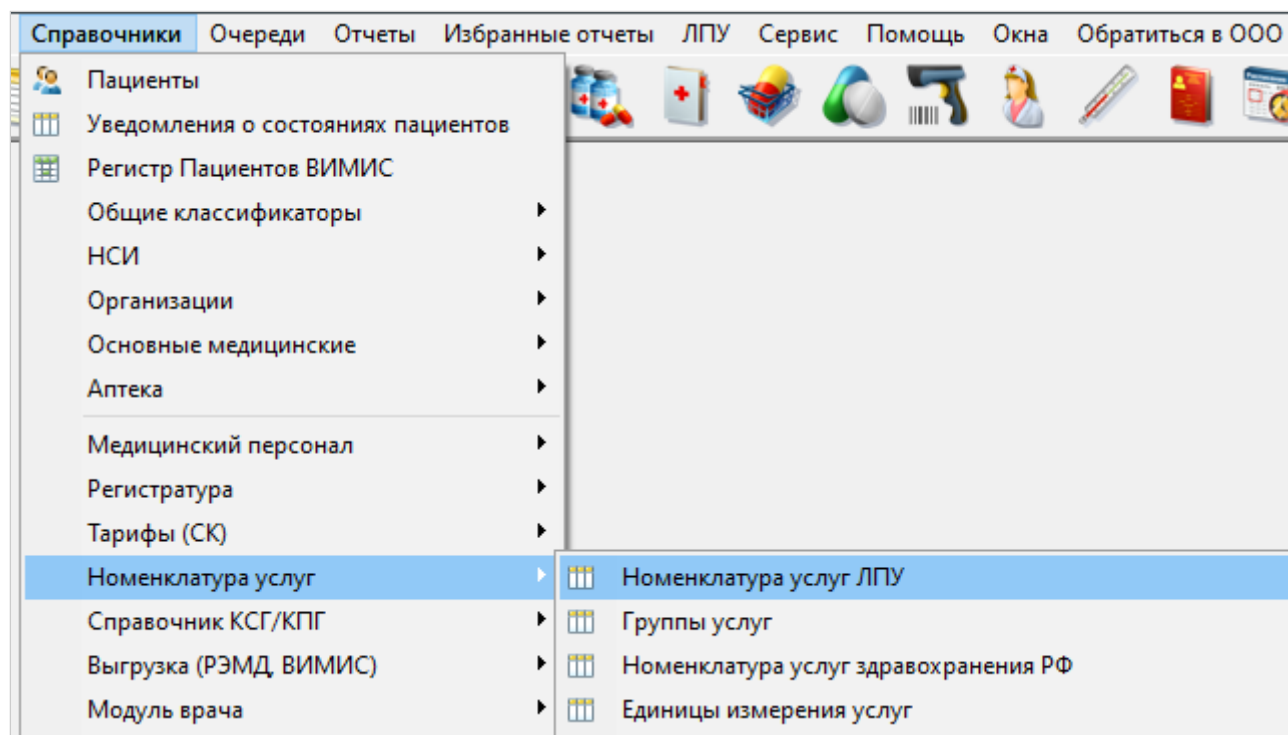 Справочники Очереди Отчеты Избранные отчеты ЛПУ Сервис Помощь Окна Обратиться в ООО
Пациенты
Уведомления о состояниях пациентов
Регистр Пациентов ВИМИС
Общие классификаторы
НСИ
Организации
Основные медицинские
Аптека
Медицинский персонал
Регистратура
Тарифы (СК)
Номенклатура услуг
Номенклатура услуг ЛПУ
Справочник КСГ/КПГ
Группы услуг
Выгрузка (РЭМД, ВИМИС)
Номенклатура услуг здравохранения РФ
Модуль врача
Единицы измерения услуг